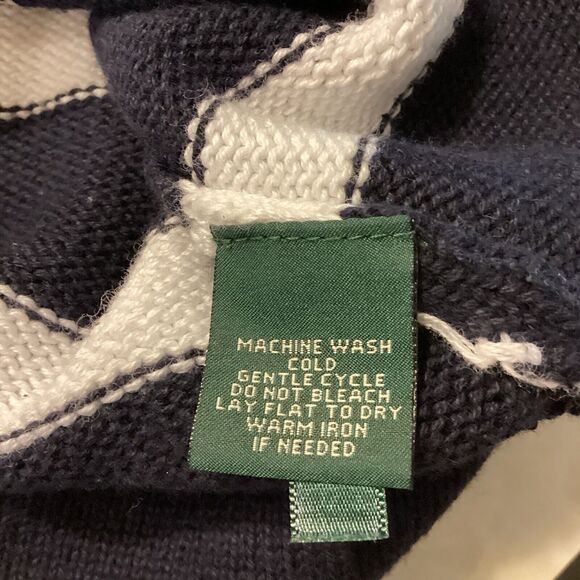 MACHINE WASH
COLD
GENTLE CYCLE
DO NOT BLEACH
LAY FLAT TO DRY
WARM IRON
IF NEEDED